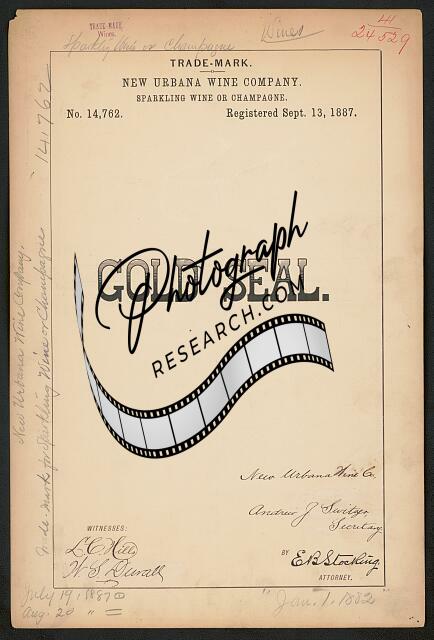 TRADE-MARK.
Wines.
Sparkling Wine or Champagne
Wines
24529
TRADE-MARK.
NEW URBANA WINE COMPANY.
SPARKLING WINE OR CHAMPAGNE.
No. 14,762.
Registered Sept. 13, 1887.
14,762
New Urbana Wine Company.
Trade-Mark for Sparkling Wine or Champagne
GOLD SEAL.
Photograph
RESEARCH.COM
New Urbana Wine Co.
Andrew J Switzer,
Secretary
WITNESSES:
L. C. Hills
W. S. Duvall
BY
E B Stocking,
ATTORNEY.
July 19, 1887
Aug. 20 "
"Jan. 1. 1882"